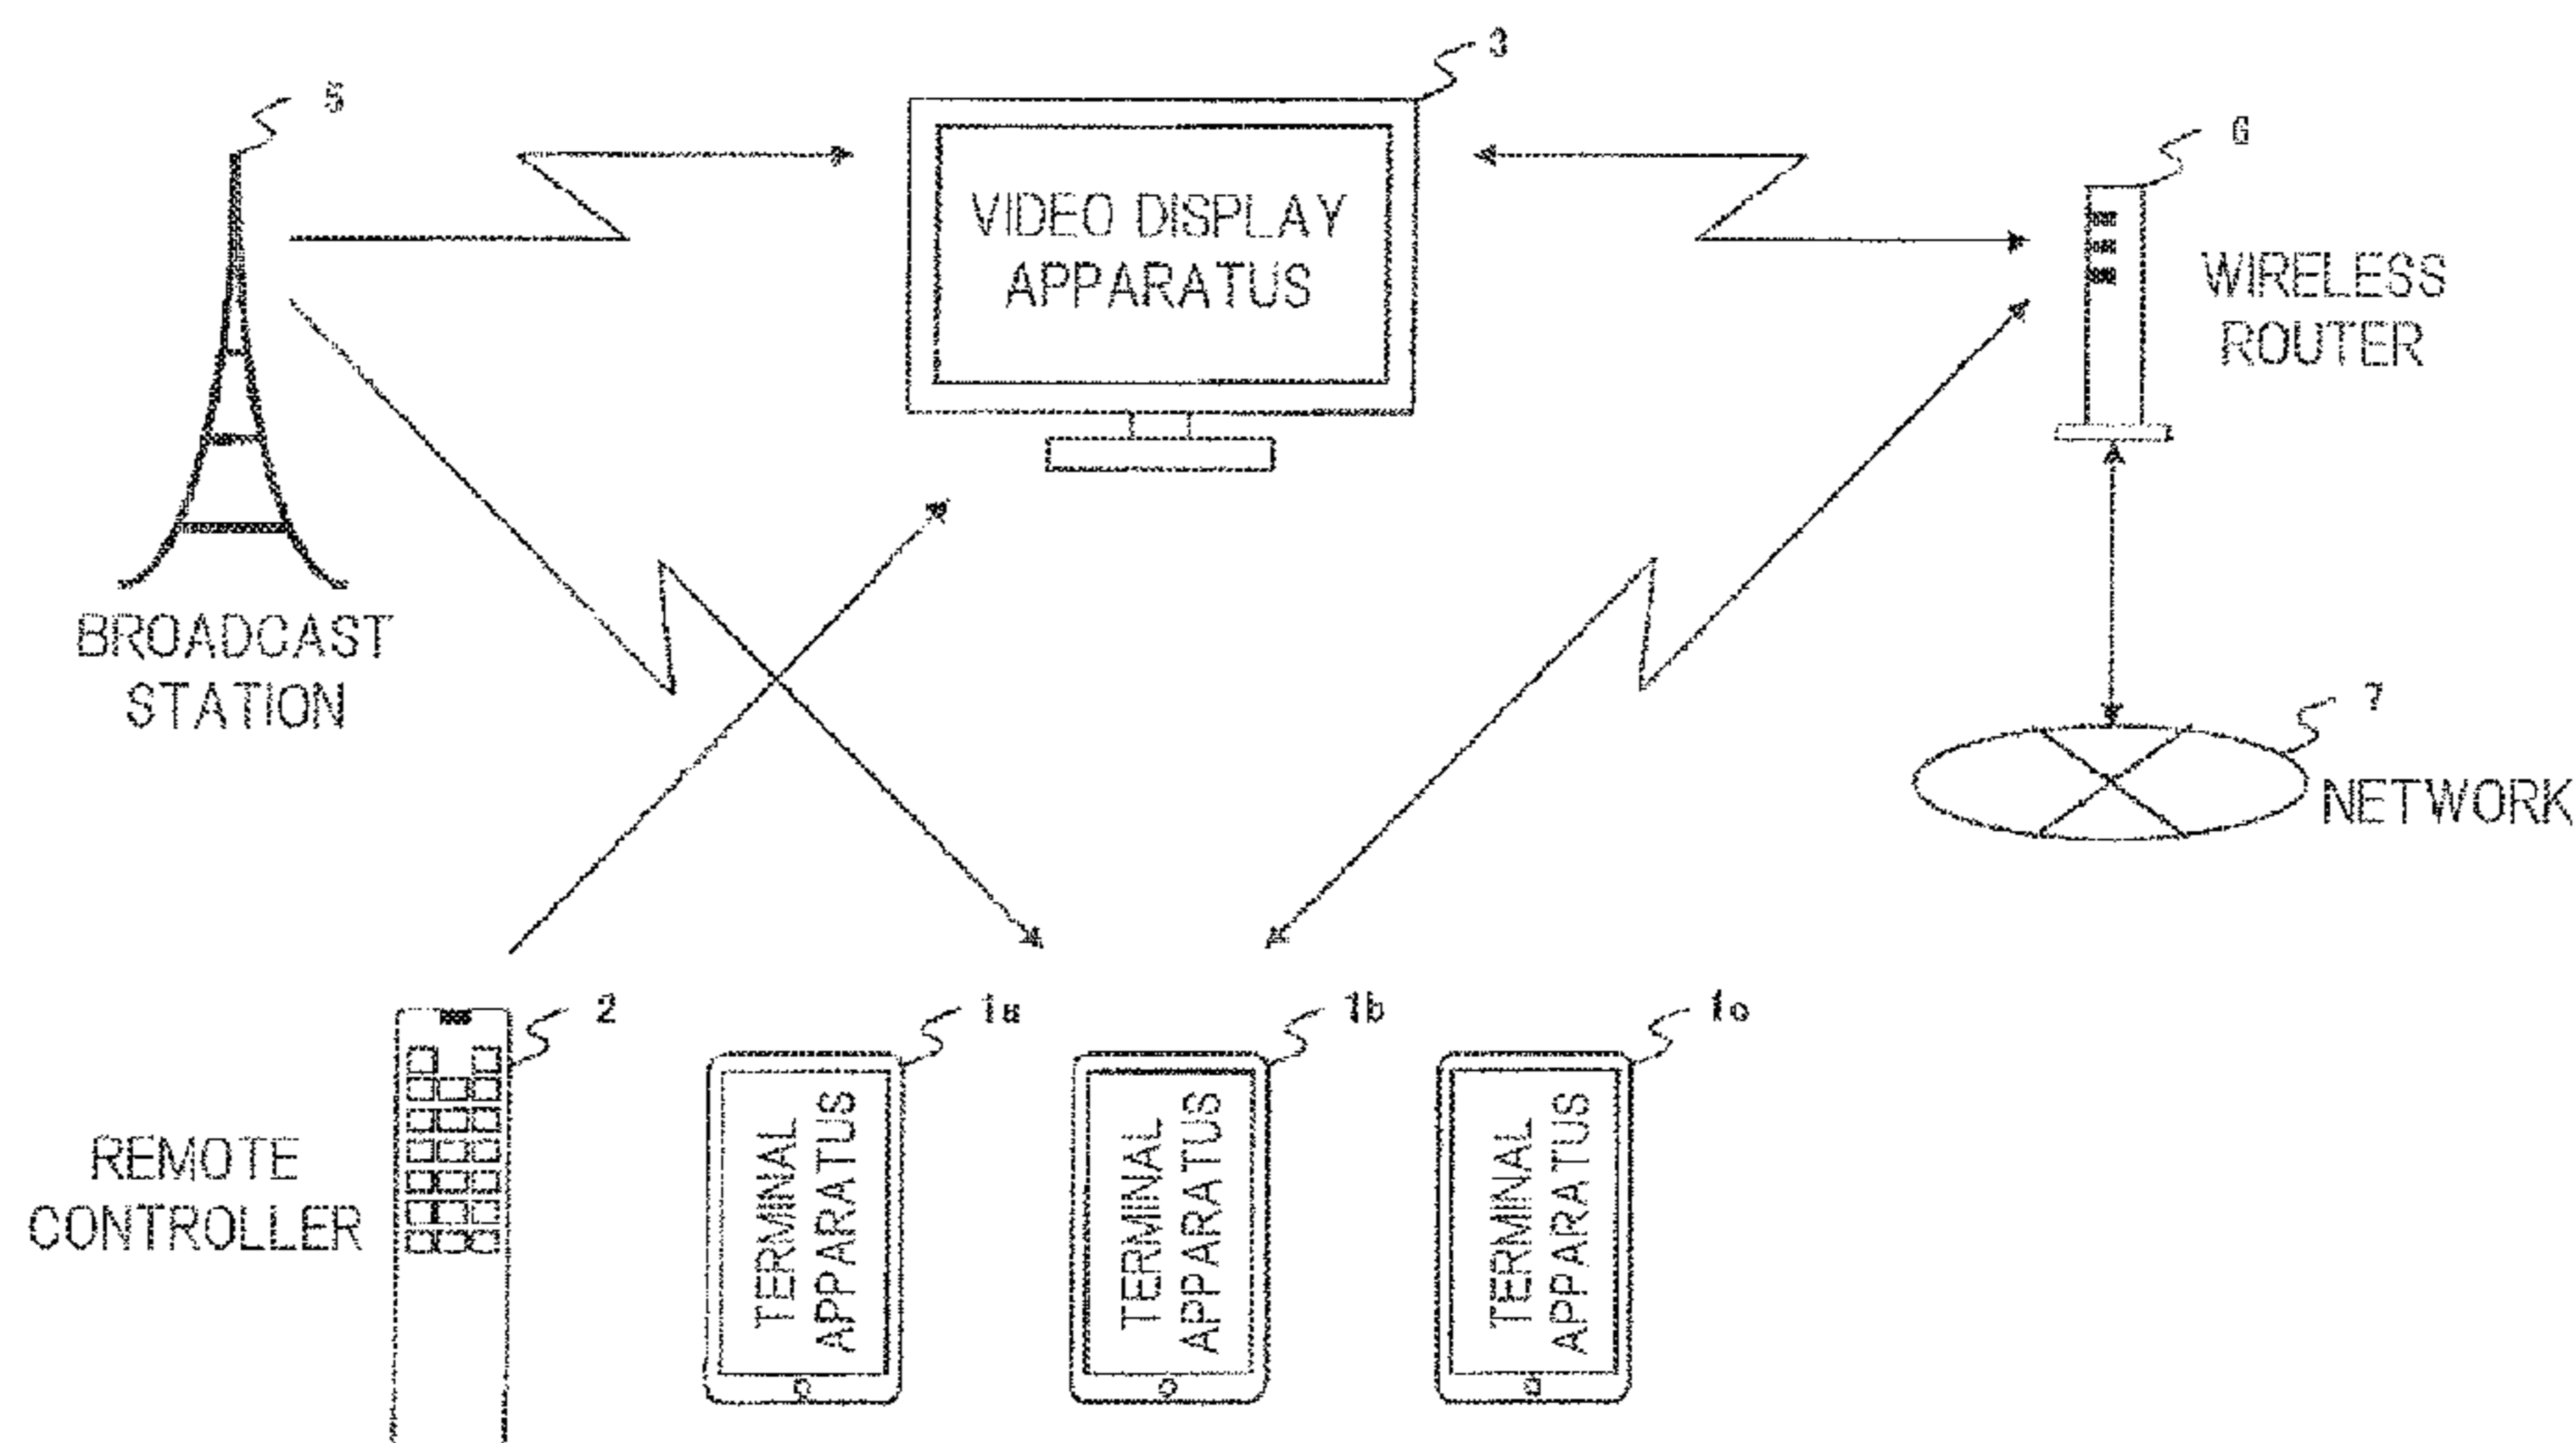 5
3
6
VIDEO DISPLAY
APPARATUS
WIRELESS
ROUTER
BROADCAST
STATION
7
NETWORK
2
1a
1b
1c
REMOTE
CONTROLLER
TERMINAL
APPARATUS
TERMINAL
APPARATUS
TERMINAL
APPARATUS